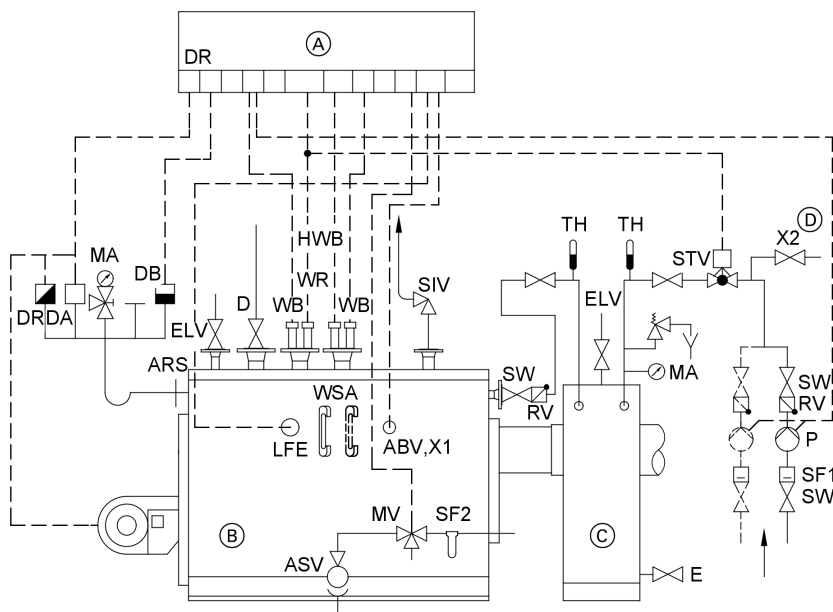 A
DR
MA
DB
DR
DA
ELV
D
HWB
WR
WB
WB
SIV
TH
TH
STV
X2
D
ELV
MA
ARS
WSA
SW
RV
LFE
ABV,X1
SW
RV
P
SF1
SW
MV
SF2
B
ASV
C
E